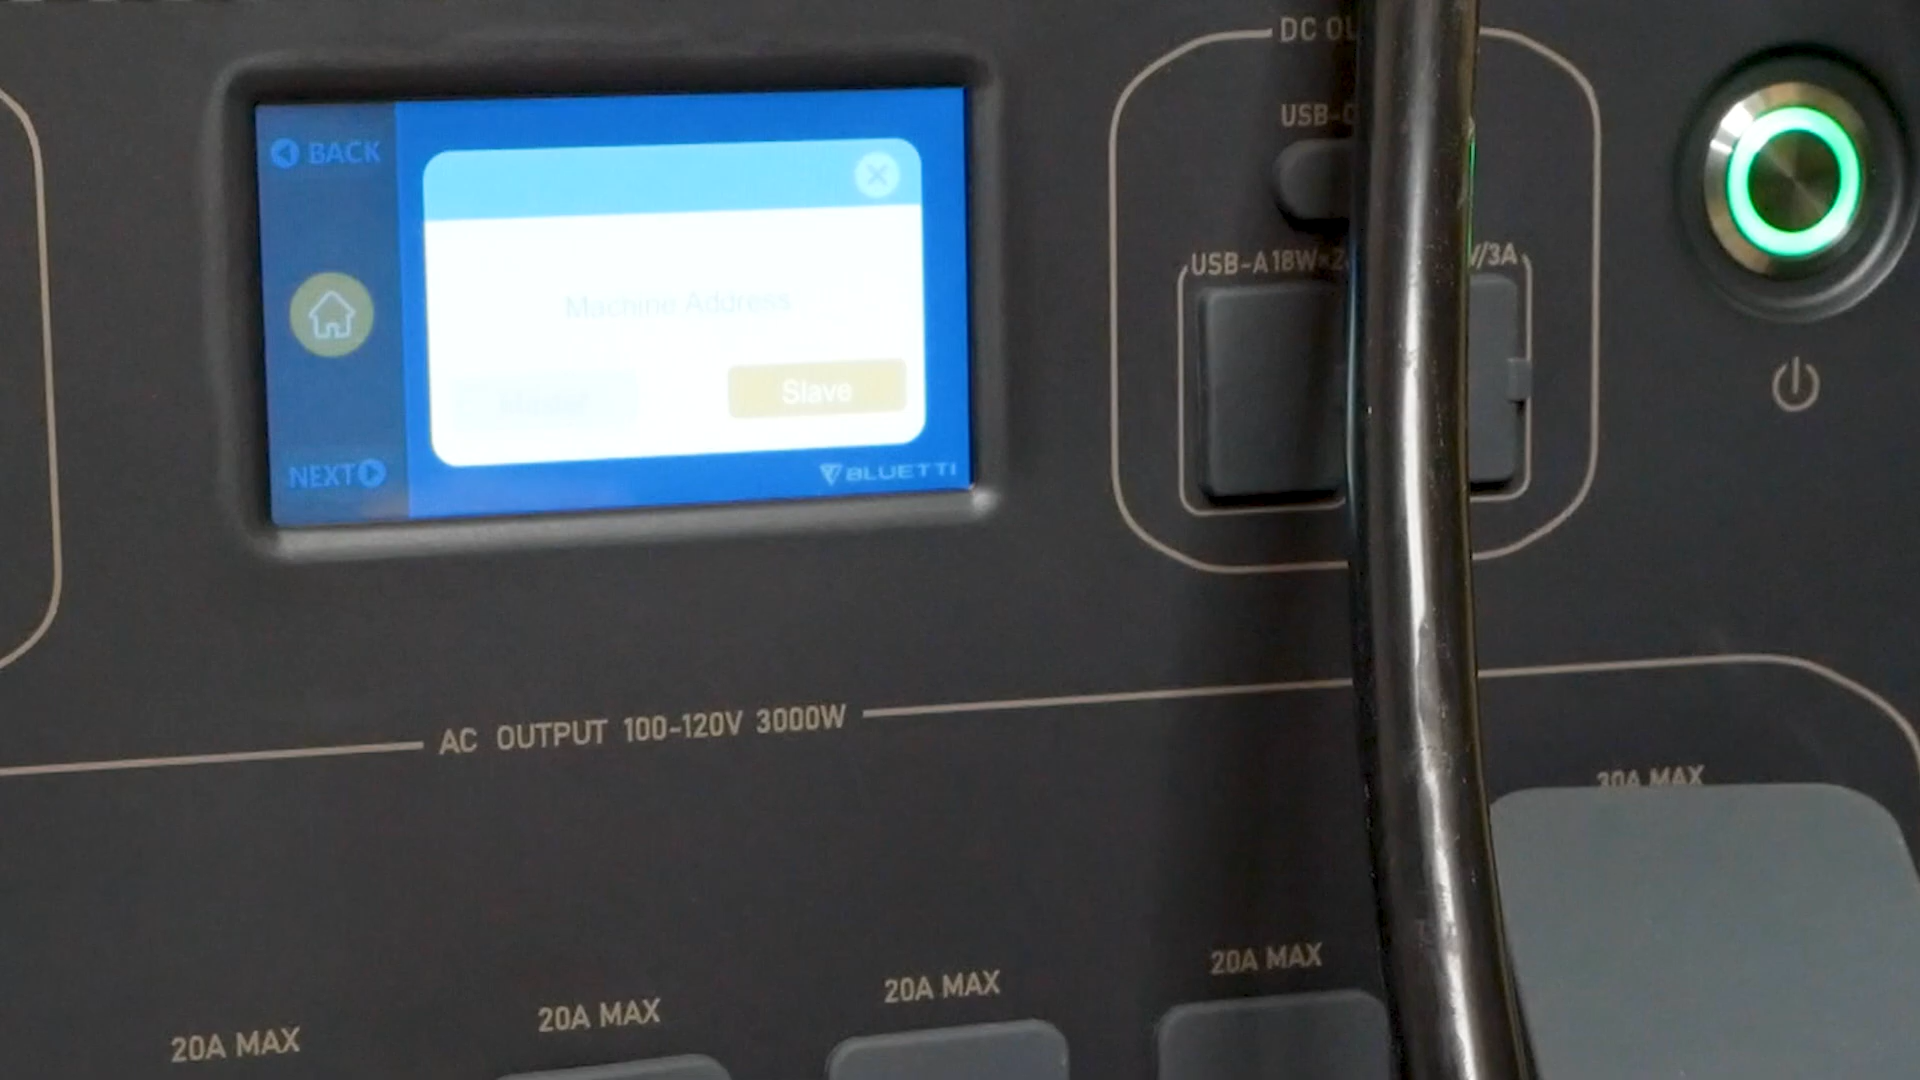 BACK
Machine Address
Master
Slave
NEXT
BLUETTI
DC OU
USB-C
USB-A 18W×2
V/3A
AC OUTPUT 100-120V 3000W
30A MAX
20A MAX
20A MAX
20A MAX
20A MAX